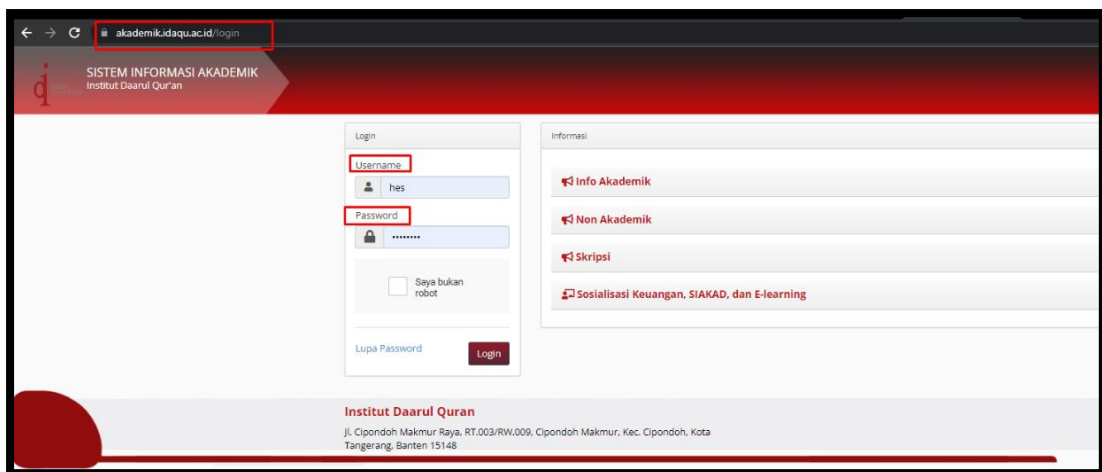 akademik.idaqu.ac.id/login
SISTEM INFORMASI AKADEMIK
Institut Daarul Qur'an
Login
Username
hes
Password
Saya bukan
robot
Lupa Password
Login
Informasi
Info Akademik
Non Akademik
Skripsi
Sosialisasi Keuangan, SIAKAD, dan E-learning
Institut Daarul Quran
Jl. Cipondoh Makmur Raya, RT.003/RW.009, Cipondoh Makmur, Kec. Cipondoh, Kota
Tangerang, Banten 15148